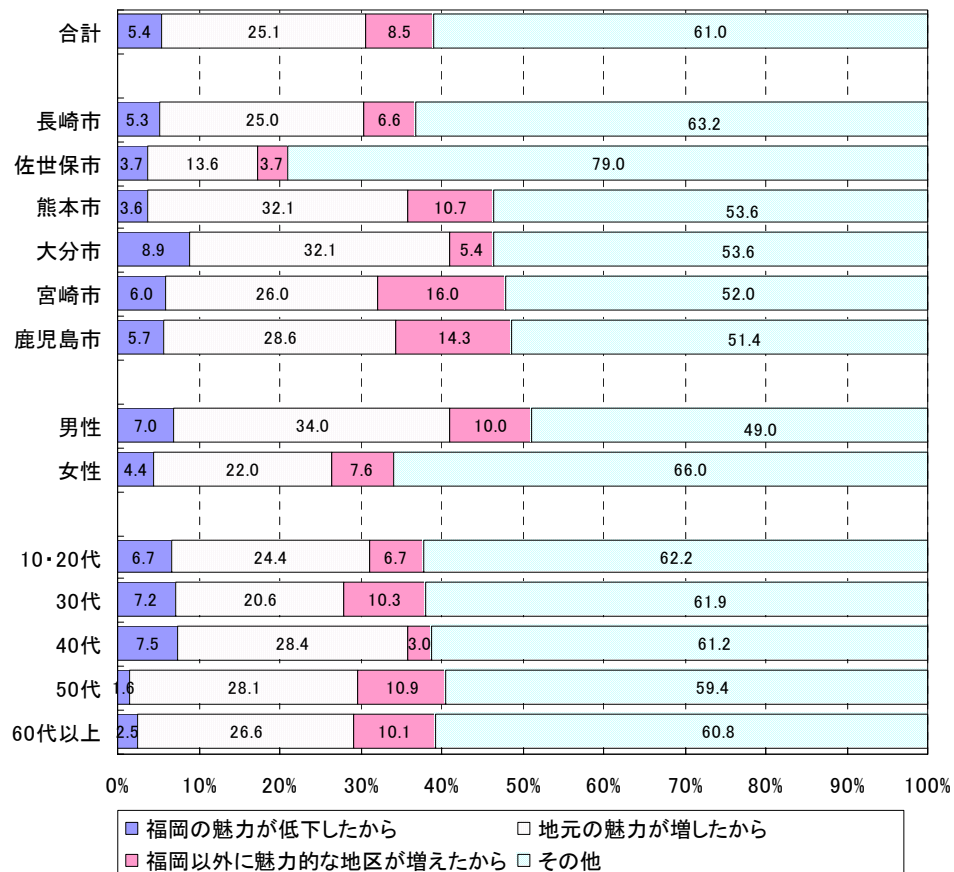 合計 5.4 25.1 8.5 61.0
長崎市 5.3 25.0 6.6 63.2
佐世保市 3.7 13.6 3.7 79.0
熊本市 3.6 32.1 10.7 53.6
大分市 8.9 32.1 5.4 53.6
宮崎市 6.0 26.0 16.0 52.0
鹿児島市 5.7 28.6 14.3 51.4
男性 7.0 34.0 10.0 49.0
女性 4.4 22.0 7.6 66.0
10・20代 6.7 24.4 6.7 62.2
30代 7.2 20.6 10.3 61.9
40代 7.5 28.4 3.0 61.2
50代 1.6 28.1 10.9 59.4
60代以上 2.5 26.6 10.1 60.8
0% 10% 20% 30% 40% 50% 60% 70% 80% 90% 100%
福岡の魅力が低下したから 地元の魅力が増したから
福岡以外に魅力的な地区が増えたから その他